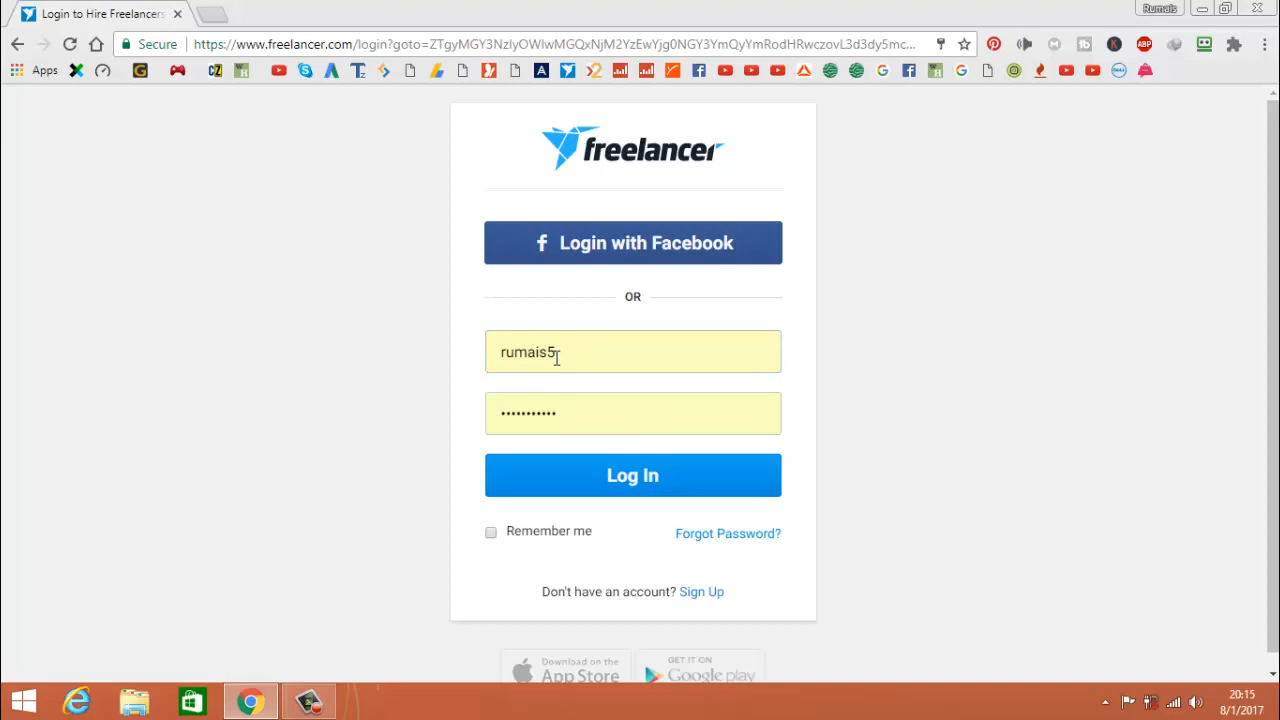 Login to Hire Freelancers
Rumais
Secure
https://www.freelancer.com/login?goto=ZTgyMGY3NzIyOWIwMGQxNjM2YzEwYjg0NGY3YmQyYmRodHRwczovL3d3dy5mc...
Apps
freelancer
Login with Facebook
OR
rumais5
•••••••••••
Log In
Remember me
Forgot Password?
Don't have an account? Sign Up
Download on the
App Store
GET IT ON
Google play
20:15
8/1/2017